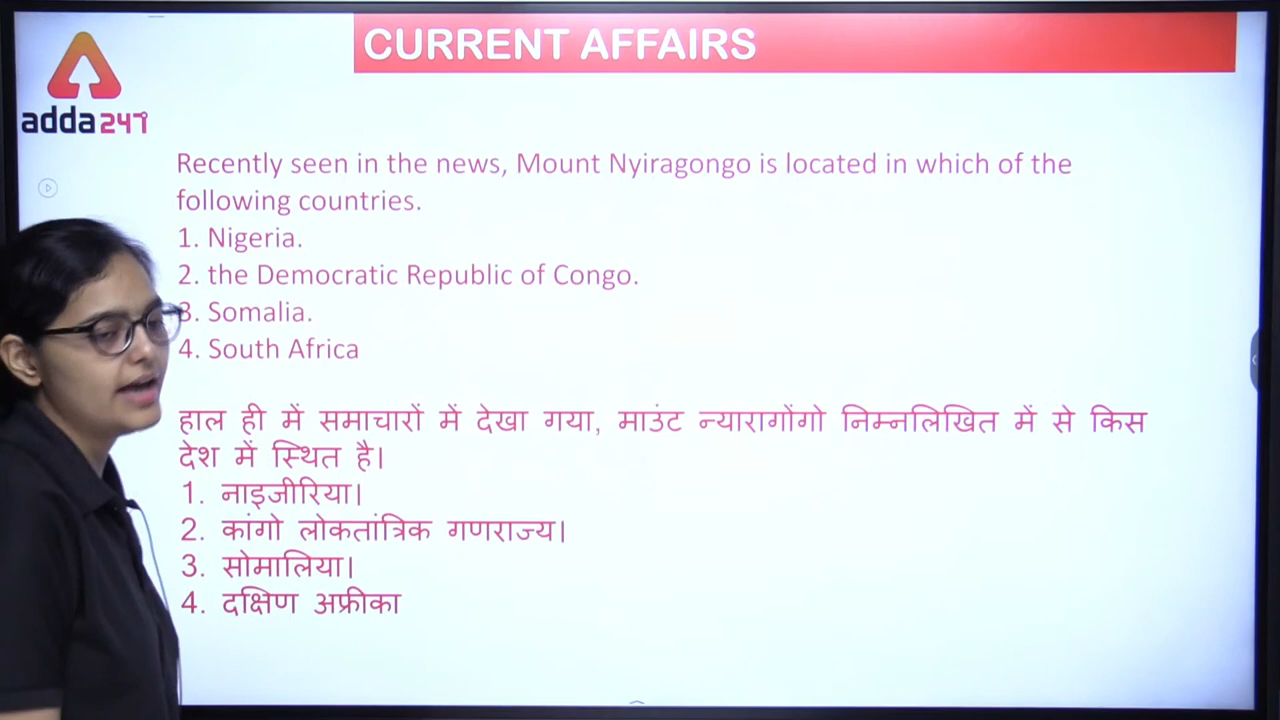 CURRENT AFFAIRS
adda247
Recently seen in the news, Mount Nyiragongo is located in which of the
following countries.
1. Nigeria.
2. the Democratic Republic of Congo.
3. Somalia.
4. South Africa
हाल ही में समाचारों में देखा गया, माउंट न्यारागोंगो निम्नलिखित में से किस
देश में स्थित है।
1. नाइजीरिया।
2. कांगो लोकतांत्रिक गणराज्य।
3. सोमालिया।
4. दक्षिण अफ्रीका